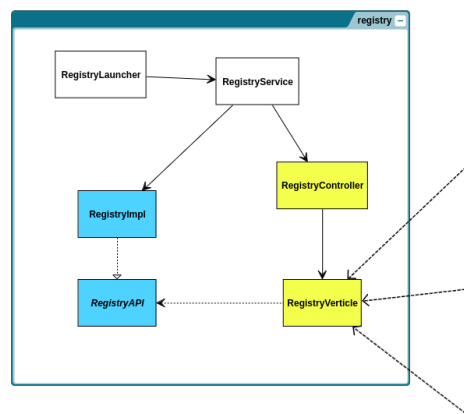 registry
RegistryLauncher
RegistryService
RegistryController
RegistryImpl
RegistryAPI
RegistryVerticle